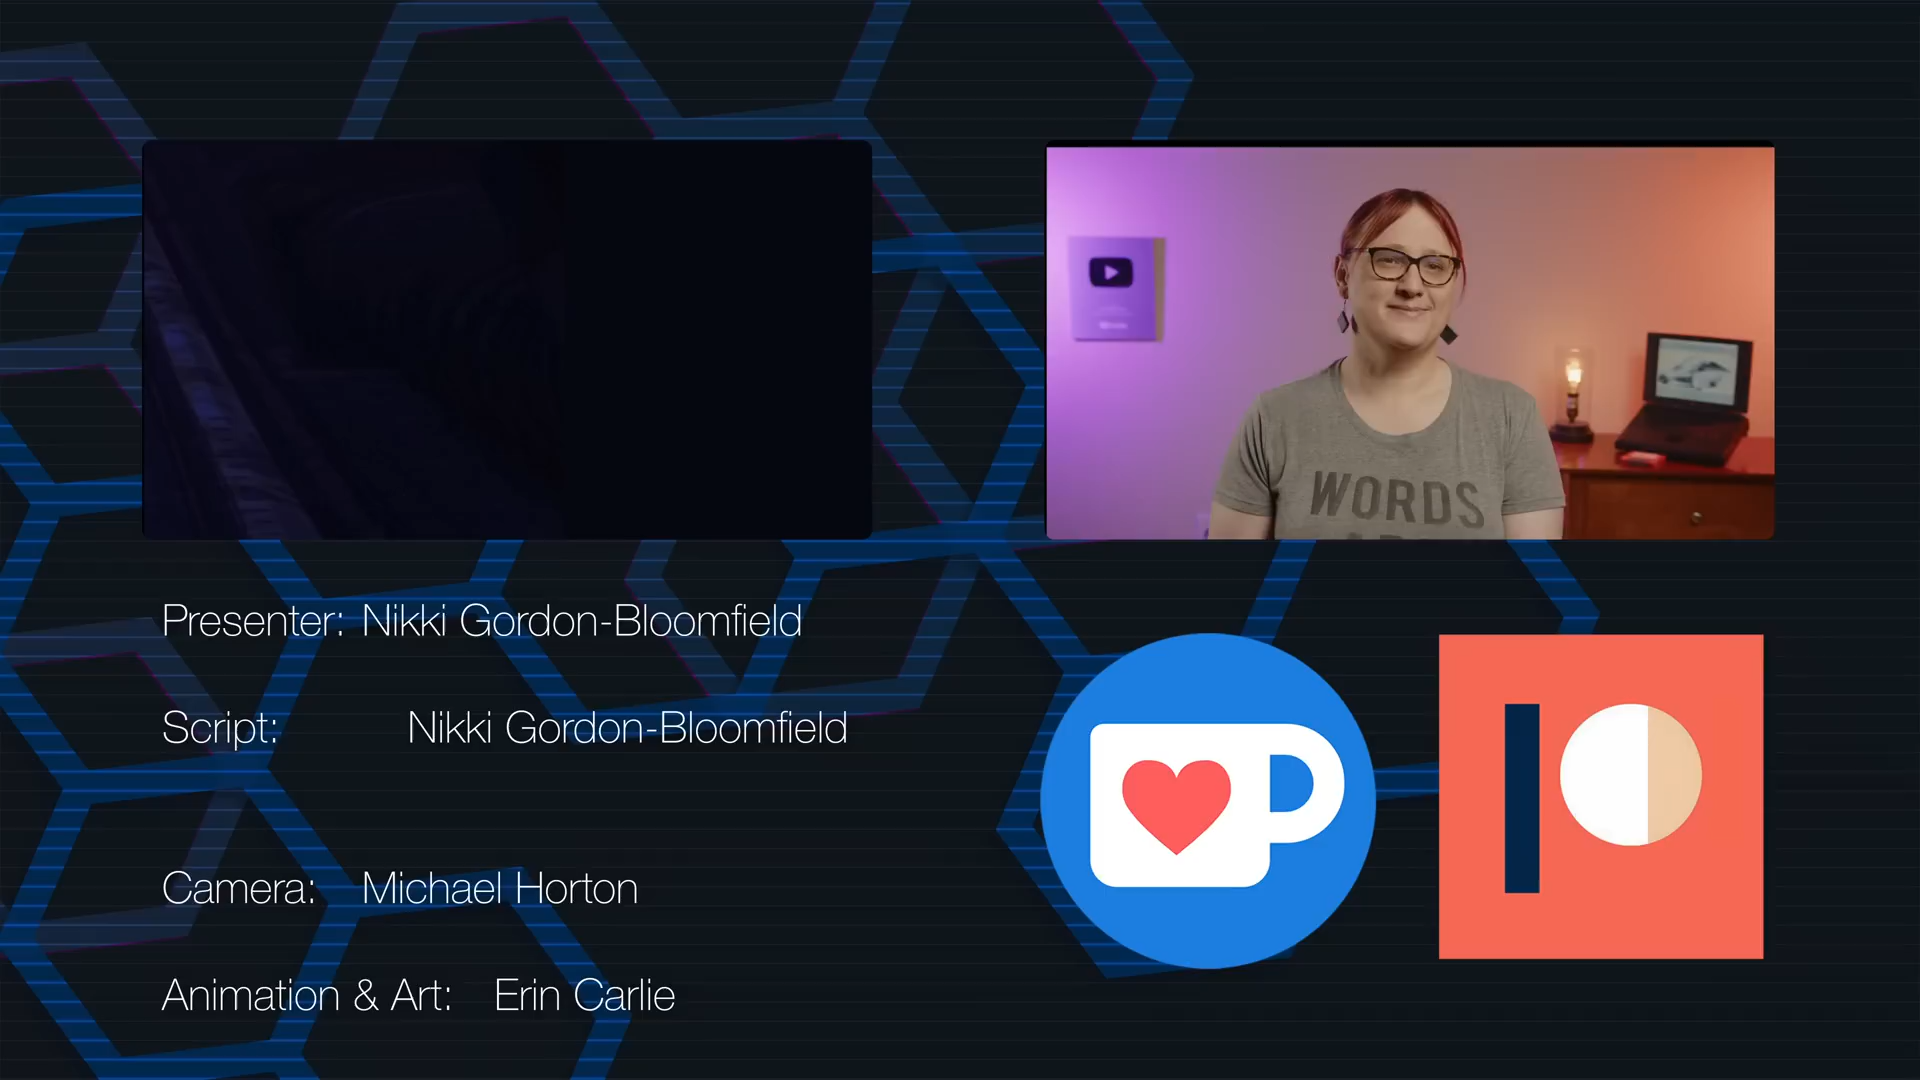 WORDS
Presenter: Nikki Gordon-Bloomfield
Script: Nikki Gordon-Bloomfield
Camera: Michael Horton
Animation & Art: Erin Carlie